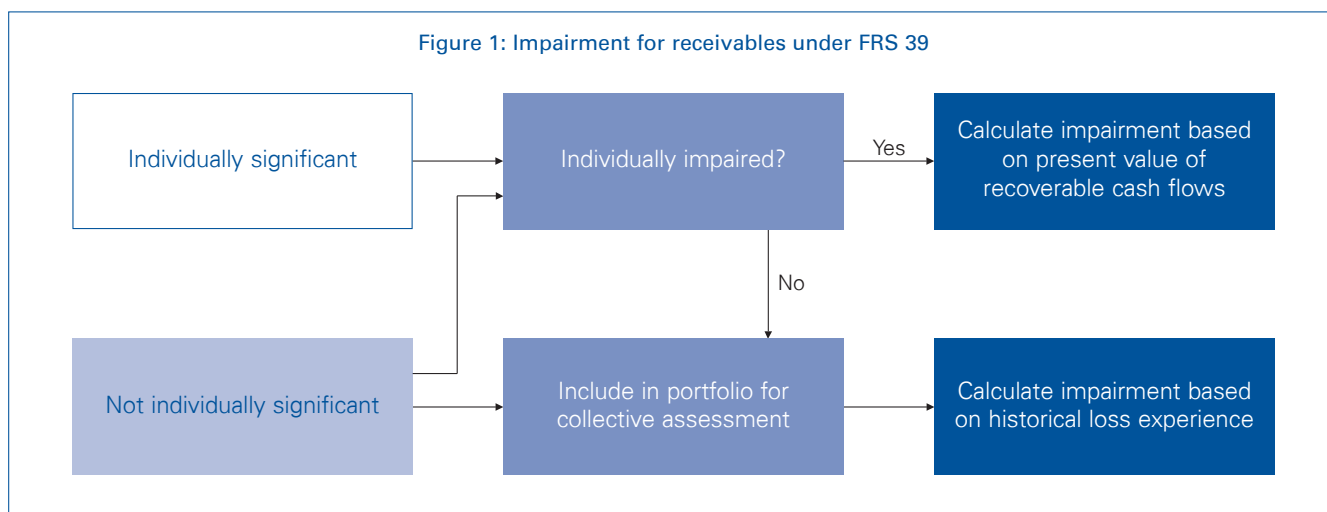 Figure 1: Impairment for receivables under FRS 39
Individually significant
Individually impaired?
Yes
Calculate impairment based
on present value of
recoverable cash flows
No
Not individually significant
Include in portfolio for
collective assessment
Calculate impairment based
on historical loss experience